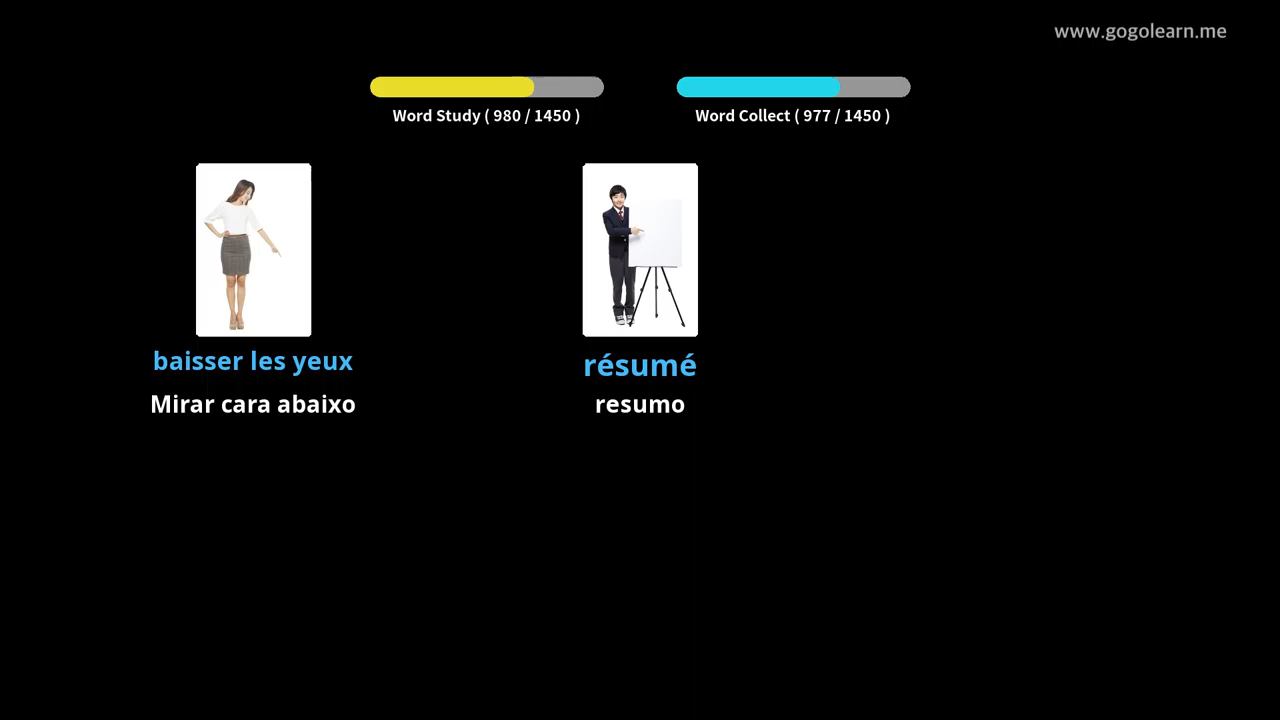 www.gogolearn.me
Word Study ( 980 / 1450 )
Word Collect ( 977 / 1450 )
baisser les yeux
Mirar cara abaixo
résumé
resumo